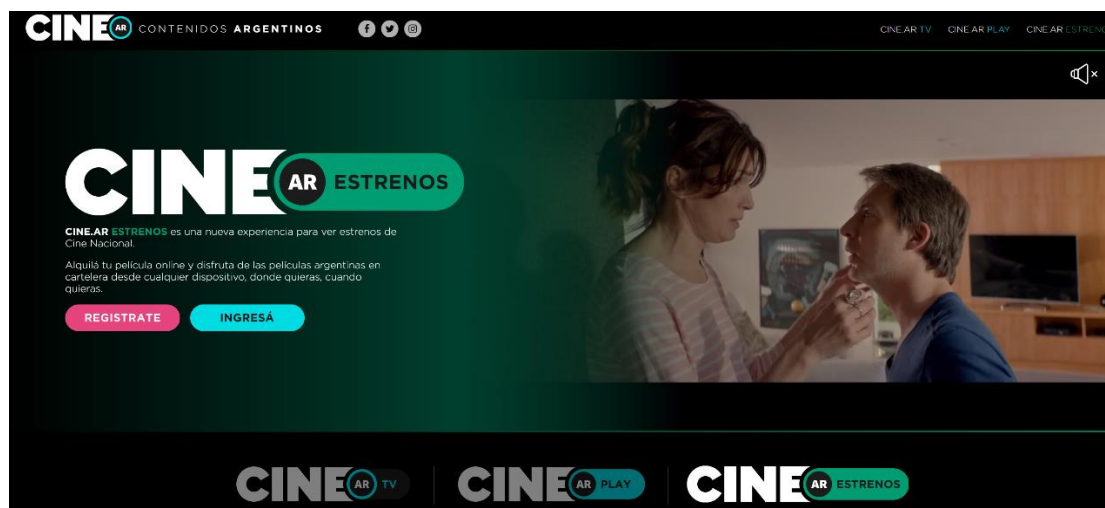 CINE AR CONTENIDOS ARGENTINOS
CINE.AR TV CINE.AR PLAY CINE.AR ESTRENO
CINE AR ESTRENOS
CINE.AR ESTRENOS es una nueva experiencia para ver estrenos de
Cine Nacional.
Alquilá tu película online y disfruta de las películas argentinas en
cartelera desde cualquier dispositivo, donde quieras, cuando
quieras.
REGISTRATE INGRESÁ
CINE AR TV CINE AR PLAY CINE AR ESTRENOS